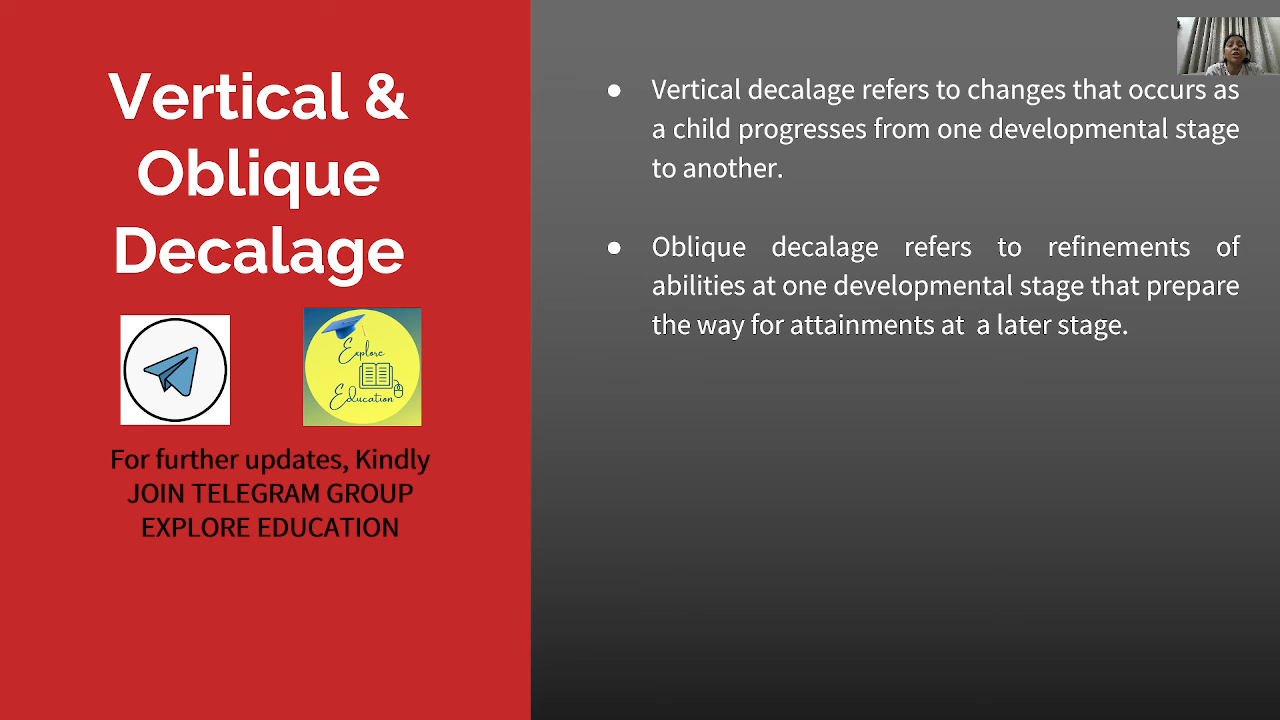 Vertical &
Oblique
Decalage
Explore
Education
For further updates, Kindly
JOIN TELEGRAM GROUP
EXPLORE EDUCATION
● Vertical decalage refers to changes that occurs as
a child progresses from one developmental stage
to another.
● Oblique decalage refers to refinements of
abilities at one developmental stage that prepare
the way for attainments at a later stage.